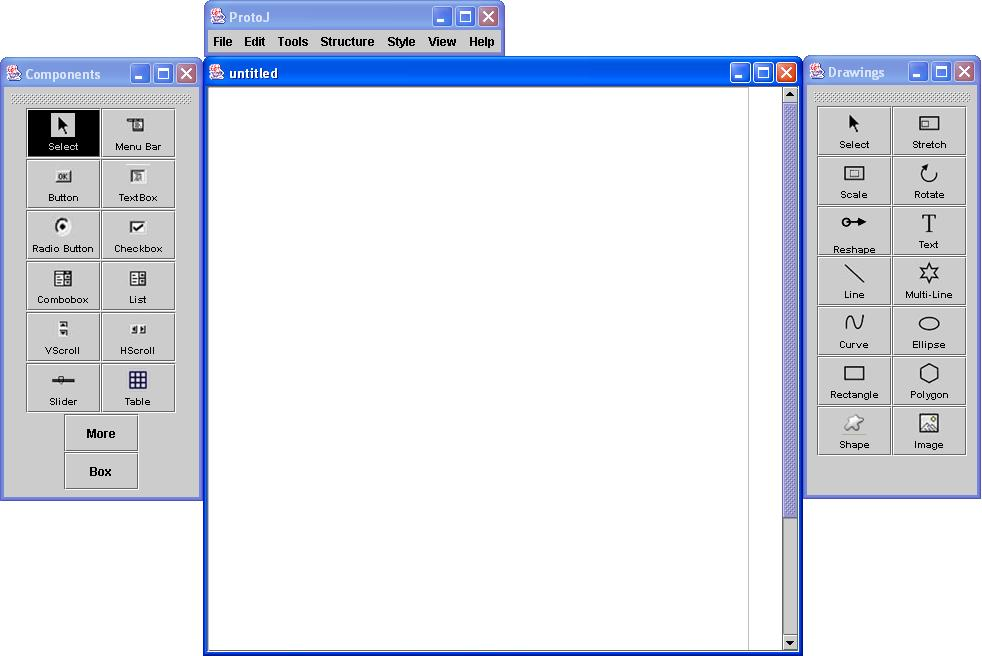 ProtoJ
File Edit Tools Structure Style View Help
Components
Select Menu Bar
OK
Button TextBox
Radio Button Checkbox
Combobox List
VScroll HScroll
Slider Table
More
Box
untitled
Drawings
Select Stretch
Scale Rotate
T
Reshape Text
Line Multi-Line
Curve Ellipse
Rectangle Polygon
Shape Image